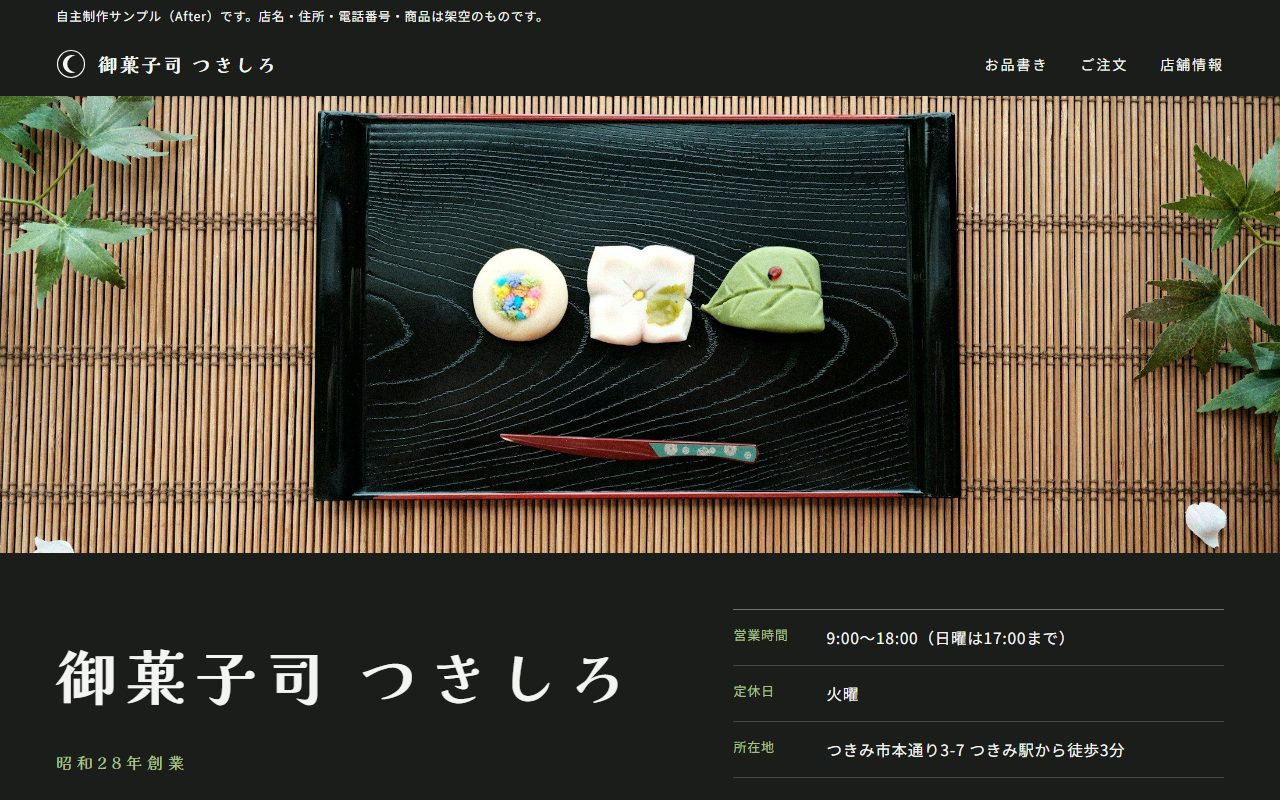 自主制作サンプル（After）です。店名・住所・電話番号・商品は架空のものです。
御菓子司 つきしろ
お品書き ご注文 店舗情報
御菓子司 つきしろ
昭和28年創業
営業時間 9:00〜18:00（日曜は17:00まで）
定休日 火曜
所在地 つきみ市本通り3-7 つきみ駅から徒歩3分